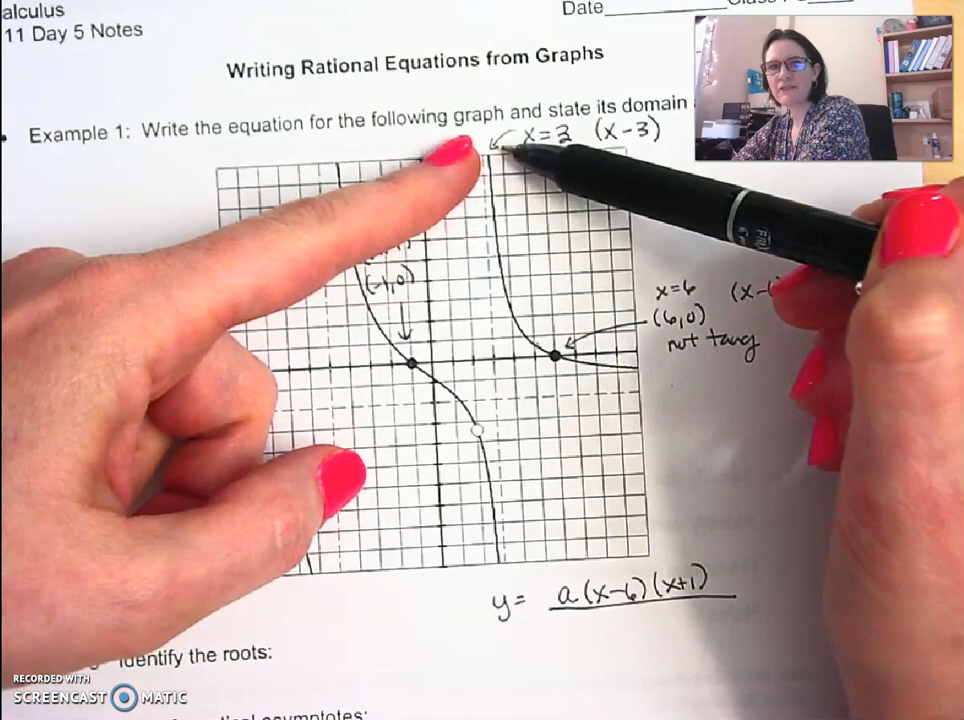 alculus
Date
11 Day 5 Notes
Writing Rational Equations from Graphs
Example 1: Write the equation for the following graph and state its domain
x=3 (x-3)
(-1,0)
x=6 (x-
(6,0)
not tang
y= a(x-6)(x+1)
identify the roots:
RECORDED WITH
SCREENCAST MATIC